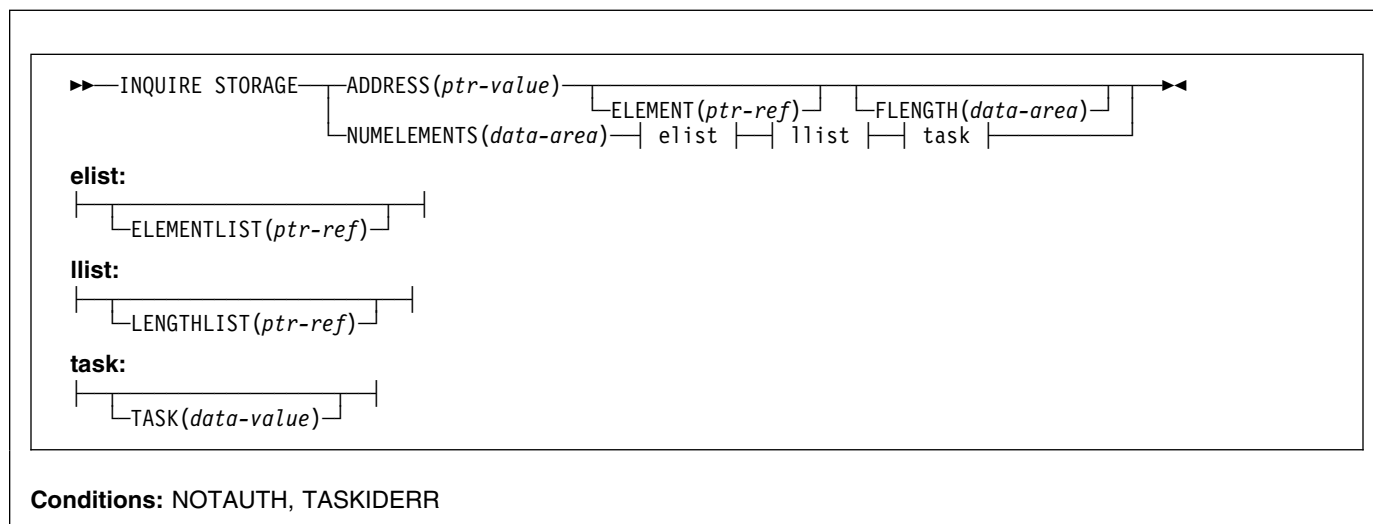 ►►──INQUIRE STORAGE──┬─ADDRESS(ptr-value)─┬──────────────────┬─┬────────────────────┬─┬──►◄
ELEMENT(ptr-ref) FLENGTH(data-area)
NUMELEMENTS(data-area)──┤ elist ├──┤ llist ├──┤ task ├
elist:
ELEMENTLIST(ptr-ref)
llist:
LENGTHLIST(ptr-ref)
task:
TASK(data-value)
Conditions: NOTAUTH, TASKIDERR